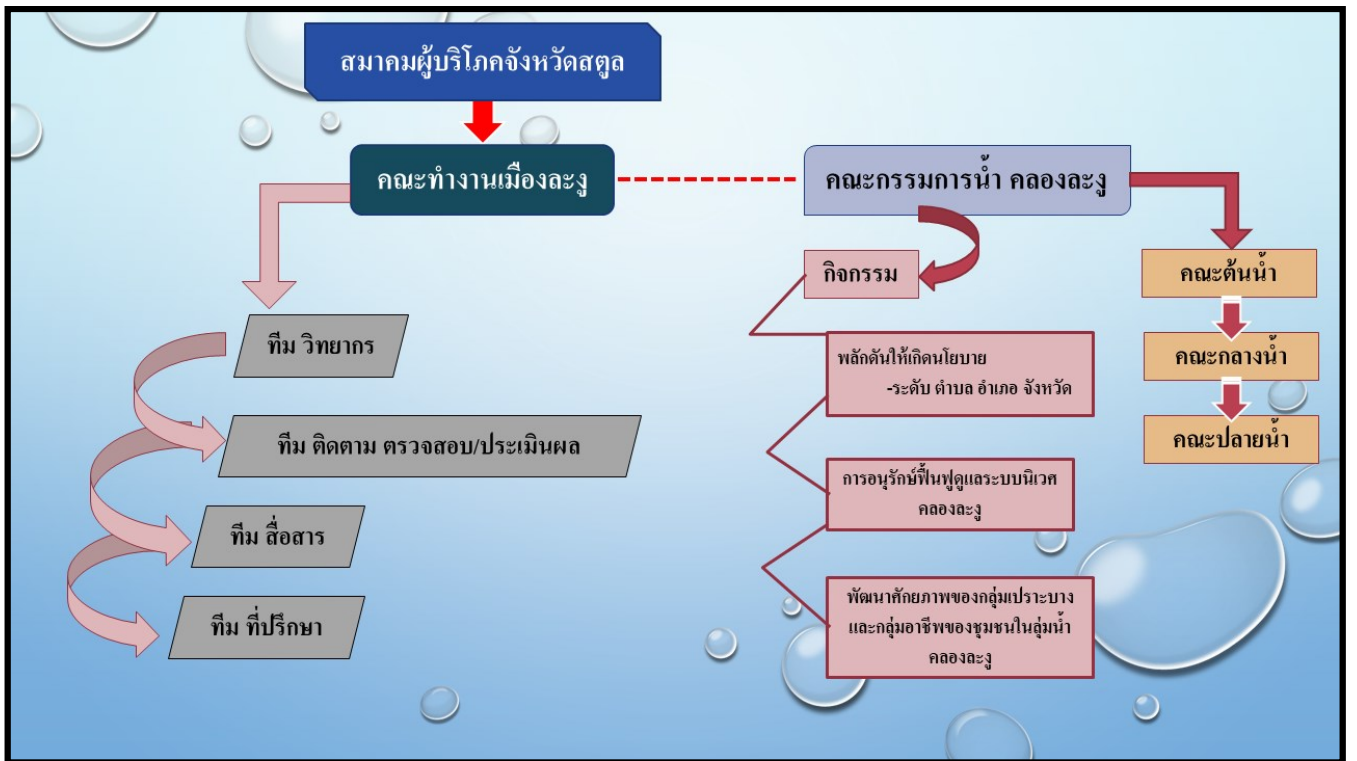 สมาคมผู้บริโภคจังหวัดสตูล
คณะทำงานเมืองละงู
คณะกรรมการน้ำ คลองละงู
กิจกรรม
คณะต้นน้ำ
ทีม วิทยากร
พลักดันให้เกิดนโยบาย
-ระดับ ตำบล อำเภอ จังหวัด
คณะกลางน้ำ
ทีม ติดตาม ตรวจสอบ/ประเมินผล
คณะปลายน้ำ
การอนุรักษ์ฟื้นฟูดูแลระบบนิเวศ
คลองละงู
ทีม สื่อสาร
พัฒนาศักยภาพของกลุ่มเปราะบาง
และกลุ่มอาชีพของชุมชนในลุ่มน้ำ
คลองละงู
ทีม ที่ปรึกษา